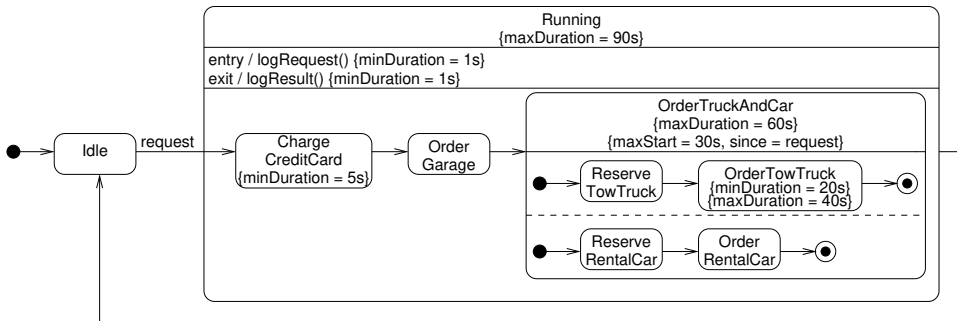 Running
{maxDuration = 90s}
entry / logRequest() {minDuration = 1s}
exit / logResult() {minDuration = 1s}
OrderTruckAndCar
{maxDuration = 60s}
{maxStart = 30s, since = request}
Idle
request
Charge
CreditCard
{minDuration = 5s}
Order
Garage
Reserve
TowTruck
OrderTowTruck
{minDuration = 20s}
{maxDuration = 40s}
Reserve
RentalCar
Order
RentalCar